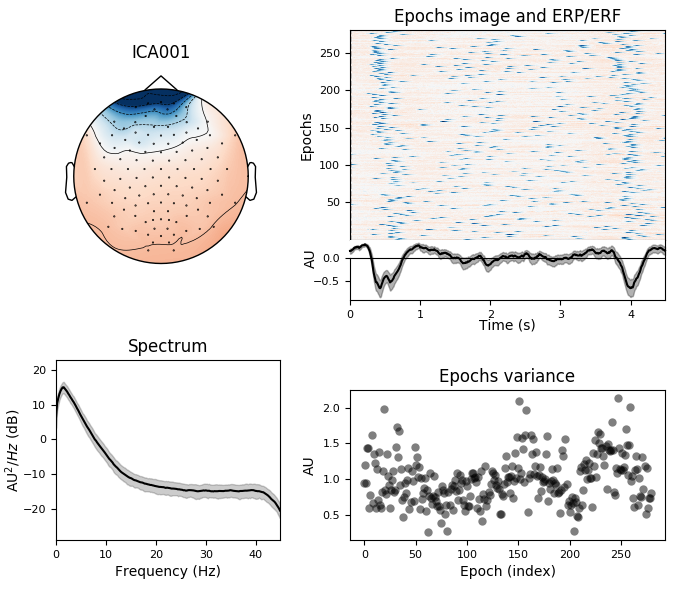 ICA001
Epochs image and ERP/ERF
Epochs
250
200
150
100
50
AU
0.0
−0.5
0 1 2 3 4
Time (s)
Spectrum
AU²/Hz (dB)
20
10
0
−10
−20
0 10 20 30 40
Frequency (Hz)
Epochs variance
AU
2.0
1.5
1.0
0.5
0 50 100 150 200 250
Epoch (index)